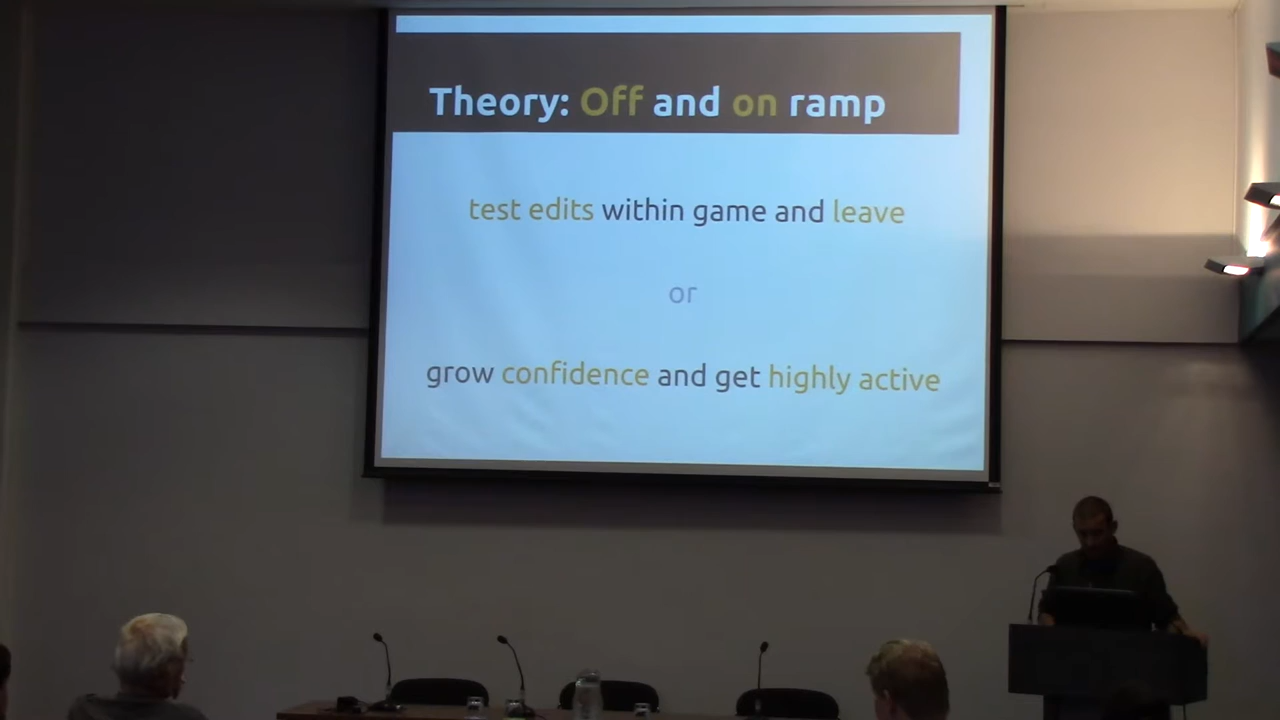 Theory: Off and on ramp
test edits within game and leave
or
grow confidence and get highly active